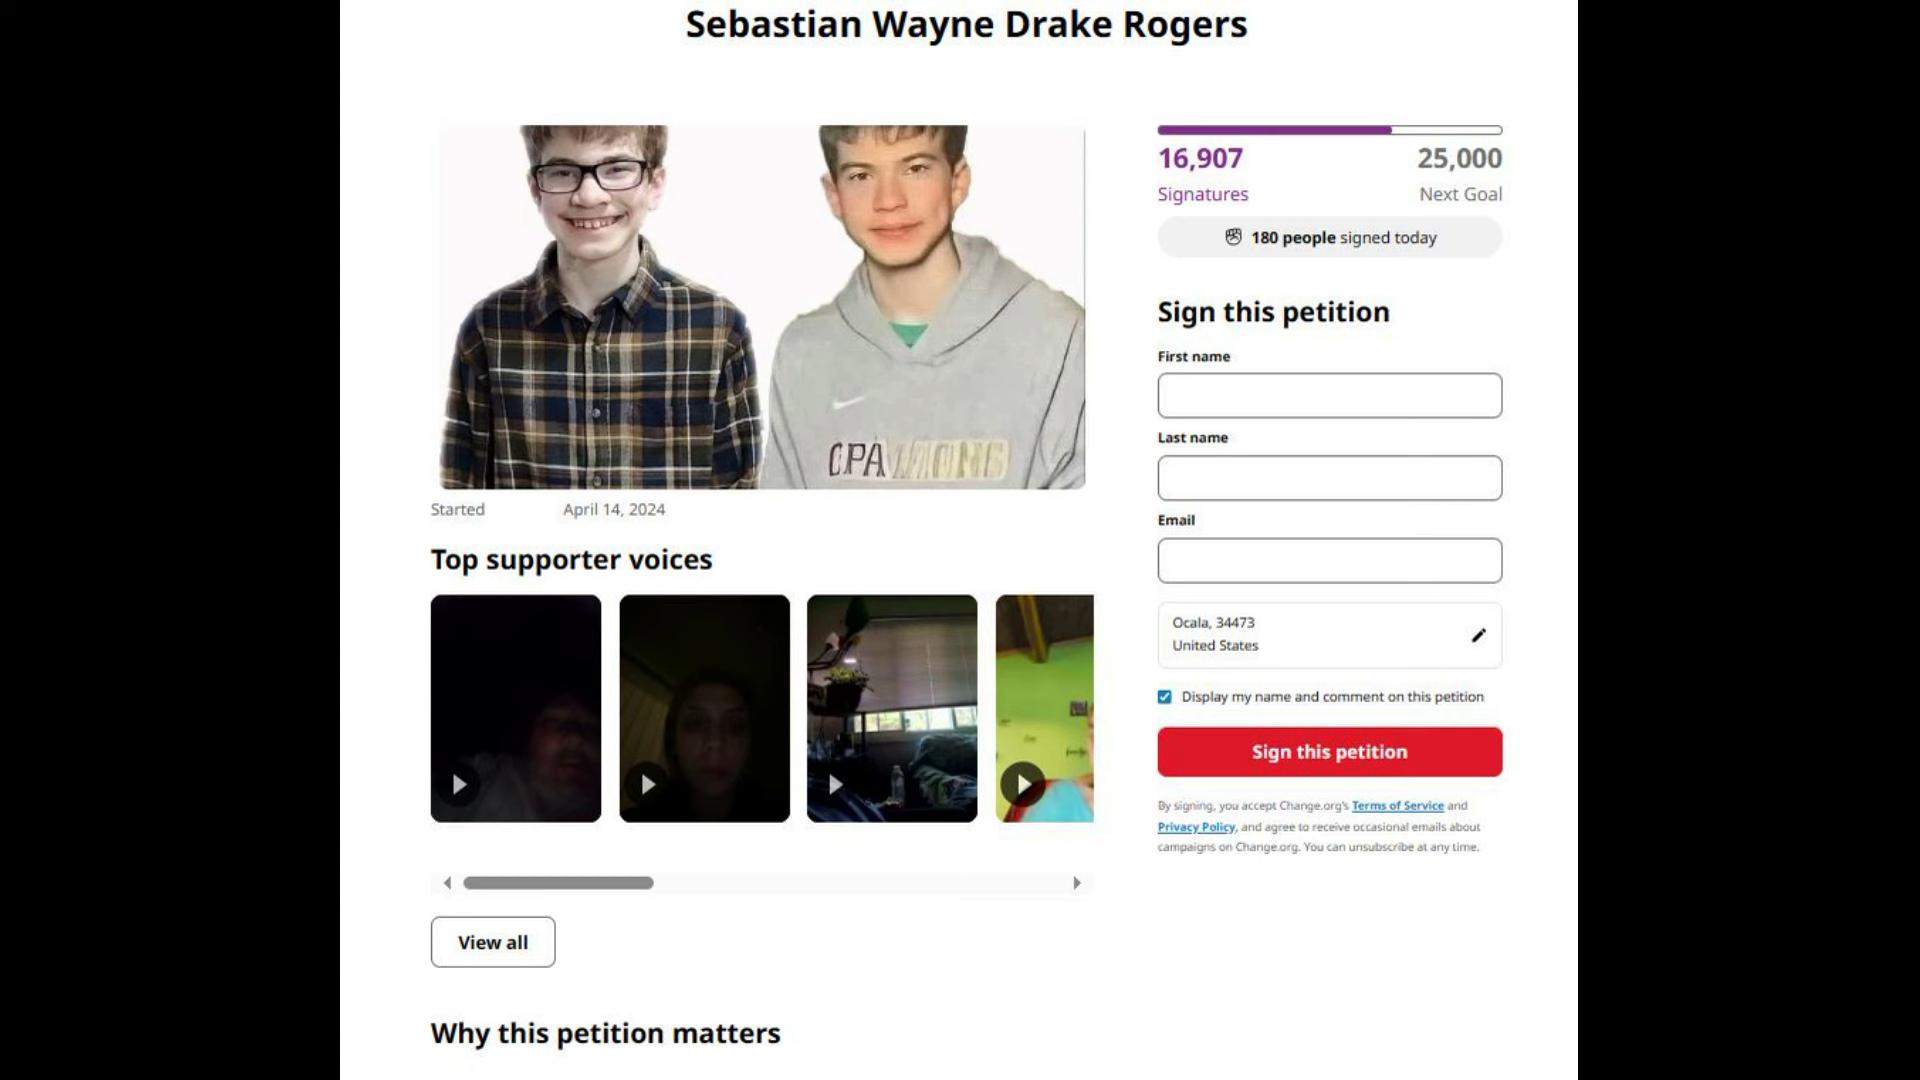 Sebastian Wayne Drake Rogers
CPA
Started April 14, 2024
Top supporter voices
View all
Why this petition matters
16,907 25,000
Signatures Next Goal
180 people signed today
Sign this petition
First name
Last name
Email
Ocala, 34473
United States
Display my name and comment on this petition
Sign this petition
By signing, you accept Change.org's Terms of Service and
Privacy Policy, and agree to receive occasional emails about
campaigns on Change.org. You can unsubscribe at any time.